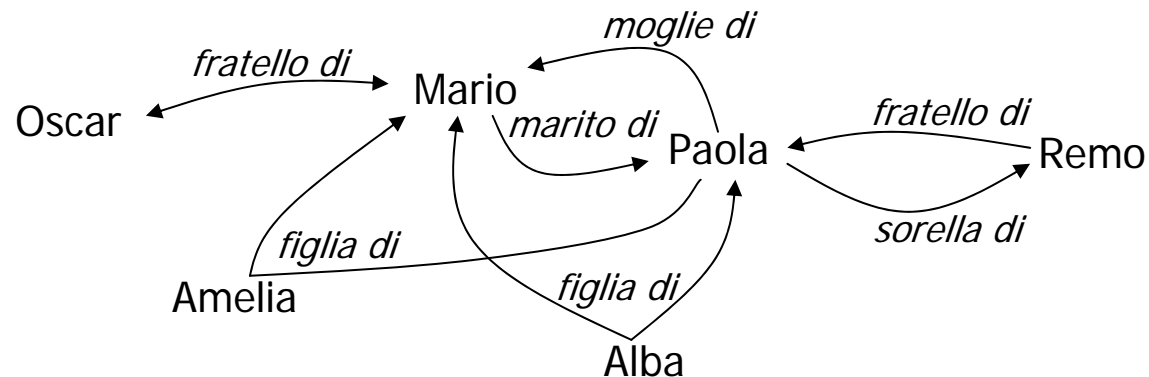 moglie di
fratello di
Mario
Oscar
marito di
fratello di
Paola
Remo
sorella di
figlia di
Amelia
figlia di
Alba